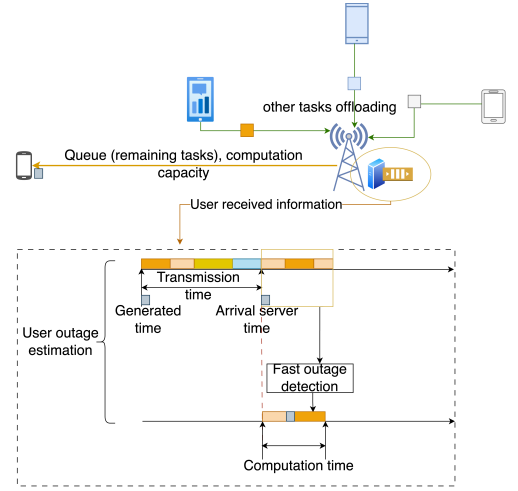 other tasks offloading
Queue (remaining tasks), computation
capacity
User received information
Transmission
time
Generated
time
Arrival server
time
User outage
estimation
Fast outage
detection
Computation time